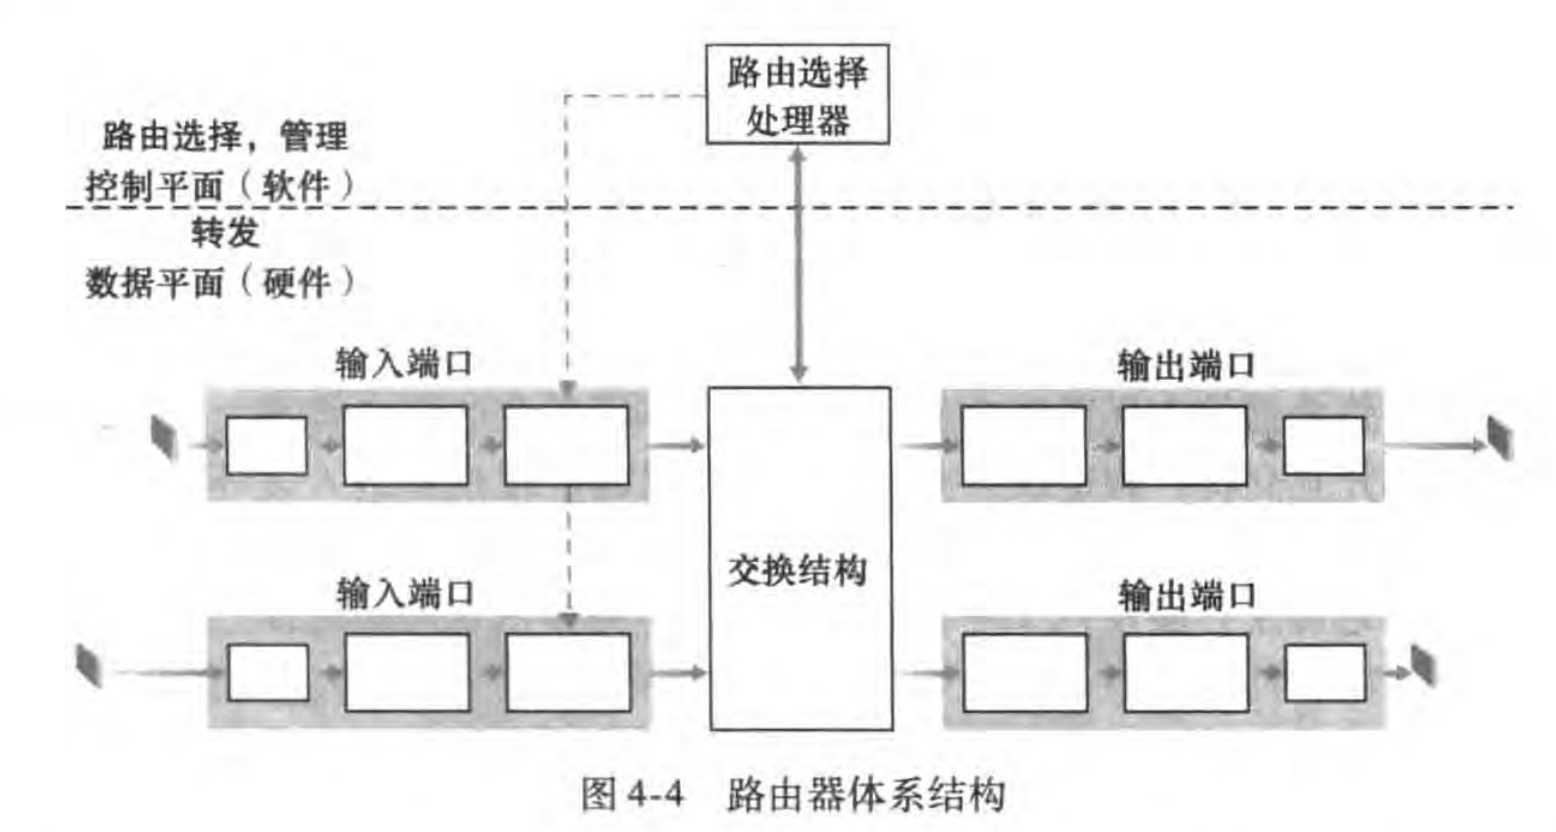 路由选择
处理器
路由选择，管理
控制平面（软件）
转发
数据平面（硬件）
输入端口
输出端口
交换结构
输入端口
输出端口
图 4-4 路由器体系结构